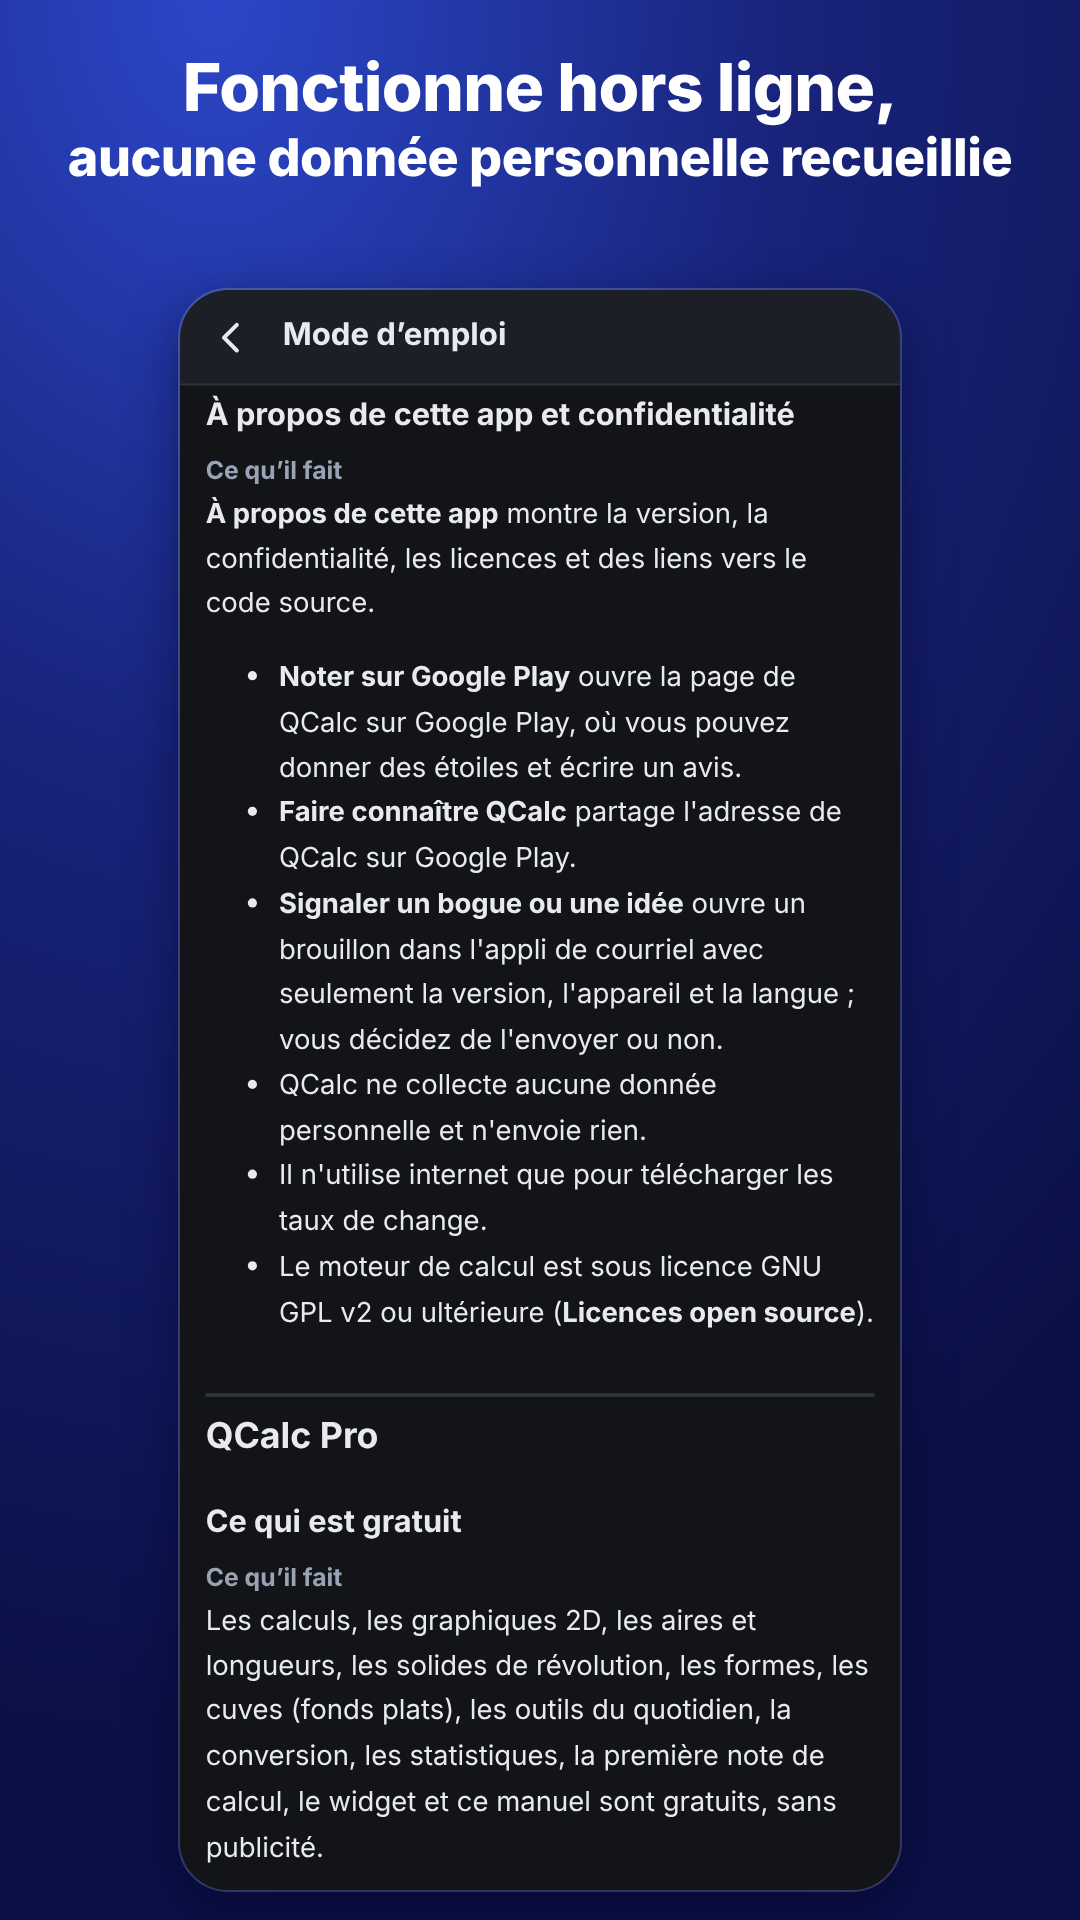 Fonctionne hors ligne,
aucune donnée personnelle recueillie
Mode d’emploi
À propos de cette app et confidentialité
Ce qu’il fait
À propos de cette app montre la version, la
confidentialité, les licences et des liens vers le
code source.
• Noter sur Google Play ouvre la page de
QCalc sur Google Play, où vous pouvez
donner des étoiles et écrire un avis.
• Faire connaître QCalc partage l'adresse de
QCalc sur Google Play.
• Signaler un bogue ou une idée ouvre un
brouillon dans l'appli de courriel avec
seulement la version, l'appareil et la langue ;
vous décidez de l'envoyer ou non.
• QCalc ne collecte aucune donnée
personnelle et n'envoie rien.
• Il n'utilise internet que pour télécharger les
taux de change.
• Le moteur de calcul est sous licence GNU
GPL v2 ou ultérieure (Licences open source).
QCalc Pro
Ce qui est gratuit
Ce qu’il fait
Les calculs, les graphiques 2D, les aires et
longueurs, les solides de révolution, les formes, les
cuves (fonds plats), les outils du quotidien, la
conversion, les statistiques, la première note de
calcul, le widget et ce manuel sont gratuits, sans
publicité.